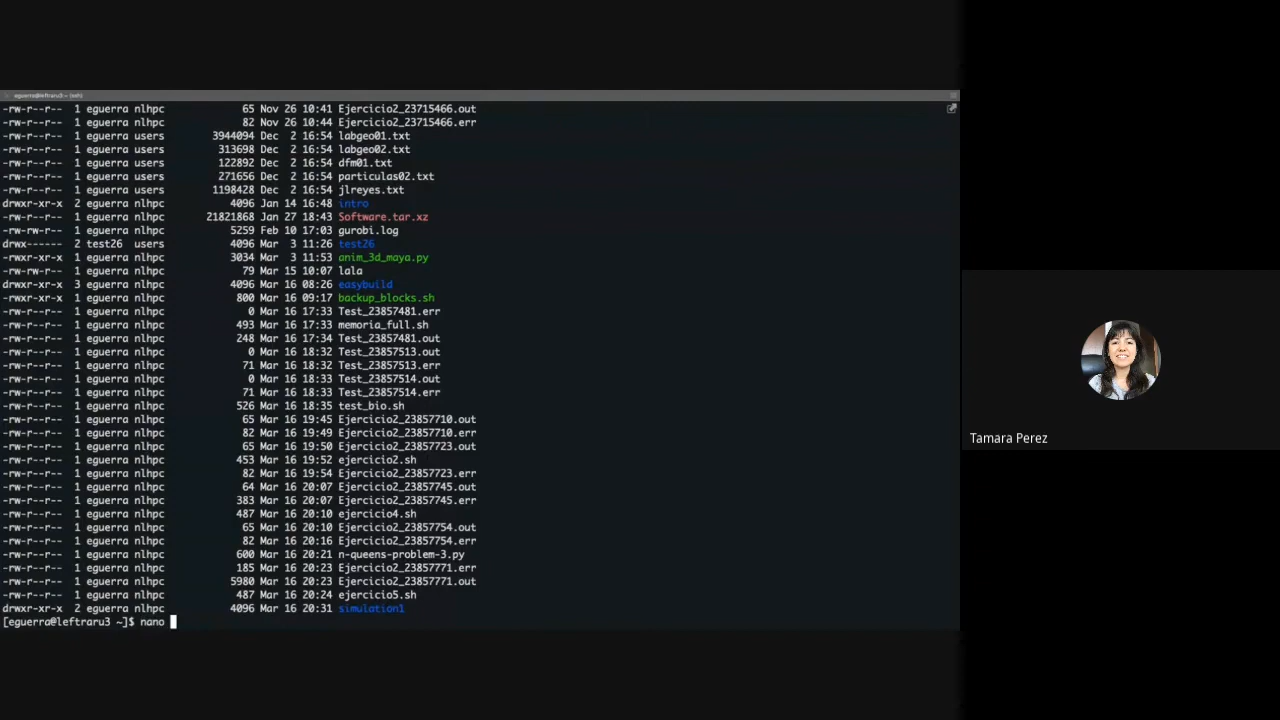 eguerra@leftraru3:~ (ssh)
-rw-r--r-- 1 eguerra nlhpc 65 Nov 26 10:41 Ejercicio2_23715466.out
-rw-r--r-- 1 eguerra nlhpc 82 Nov 26 10:44 Ejercicio2_23715466.err
-rw-r--r-- 1 eguerra users 3944094 Dec 2 16:54 labgeo01.txt
-rw-r--r-- 1 eguerra users 313698 Dec 2 16:54 labgeo02.txt
-rw-r--r-- 1 eguerra users 122892 Dec 2 16:54 dfm01.txt
-rw-r--r-- 1 eguerra users 271656 Dec 2 16:54 particulas02.txt
-rw-r--r-- 1 eguerra users 1198428 Dec 2 16:54 jlreyes.txt
drwxr-xr-x 2 eguerra nlhpc 4096 Jan 14 16:48 intro
-rw-r--r-- 1 eguerra nlhpc 21821868 Jan 27 18:43 Software.tar.xz
-rw-rw-r-- 1 eguerra nlhpc 5259 Feb 10 17:03 gurobi.log
drwx------ 2 test26 users 4096 Mar 3 11:26 test26
-rwxr-xr-x 1 eguerra nlhpc 3034 Mar 3 11:53 anim_3d_maya.py
-rw-rw-r-- 1 eguerra nlhpc 79 Mar 15 10:07 lala
drwxr-xr-x 3 eguerra nlhpc 4096 Mar 16 08:26 easybuild
-rwxr-xr-x 1 eguerra nlhpc 800 Mar 16 09:17 backup_blocks.sh
-rw-r--r-- 1 eguerra nlhpc 0 Mar 16 17:33 Test_23857481.err
-rw-r--r-- 1 eguerra nlhpc 493 Mar 16 17:33 memoria_full.sh
-rw-r--r-- 1 eguerra nlhpc 248 Mar 16 17:34 Test_23857481.out
-rw-r--r-- 1 eguerra nlhpc 0 Mar 16 18:32 Test_23857513.out
-rw-r--r-- 1 eguerra nlhpc 71 Mar 16 18:32 Test_23857513.err
-rw-r--r-- 1 eguerra nlhpc 0 Mar 16 18:33 Test_23857514.out
-rw-r--r-- 1 eguerra nlhpc 71 Mar 16 18:33 Test_23857514.err
-rw-r--r-- 1 eguerra nlhpc 526 Mar 16 18:35 test_bio.sh
-rw-r--r-- 1 eguerra nlhpc 65 Mar 16 19:45 Ejercicio2_23857710.out
-rw-r--r-- 1 eguerra nlhpc 82 Mar 16 19:49 Ejercicio2_23857710.err
-rw-r--r-- 1 eguerra nlhpc 65 Mar 16 19:50 Ejercicio2_23857723.out
-rw-r--r-- 1 eguerra nlhpc 453 Mar 16 19:52 ejercicio2.sh
-rw-r--r-- 1 eguerra nlhpc 82 Mar 16 19:54 Ejercicio2_23857723.err
-rw-r--r-- 1 eguerra nlhpc 64 Mar 16 20:07 Ejercicio2_23857745.out
-rw-r--r-- 1 eguerra nlhpc 383 Mar 16 20:07 Ejercicio2_23857745.err
-rw-r--r-- 1 eguerra nlhpc 487 Mar 16 20:10 ejercicio4.sh
-rw-r--r-- 1 eguerra nlhpc 65 Mar 16 20:10 Ejercicio2_23857754.out
-rw-r--r-- 1 eguerra nlhpc 82 Mar 16 20:16 Ejercicio2_23857754.err
-rw-r--r-- 1 eguerra nlhpc 600 Mar 16 20:21 n-queens-problem-3.py
-rw-r--r-- 1 eguerra nlhpc 185 Mar 16 20:23 Ejercicio2_23857771.err
-rw-r--r-- 1 eguerra nlhpc 5980 Mar 16 20:23 Ejercicio2_23857771.out
-rw-r--r-- 1 eguerra nlhpc 487 Mar 16 20:24 ejercicio5.sh
drwxr-xr-x 2 eguerra nlhpc 4096 Mar 16 20:31 simulation1
[eguerra@leftraru3 ~]$ nano
Tamara Perez